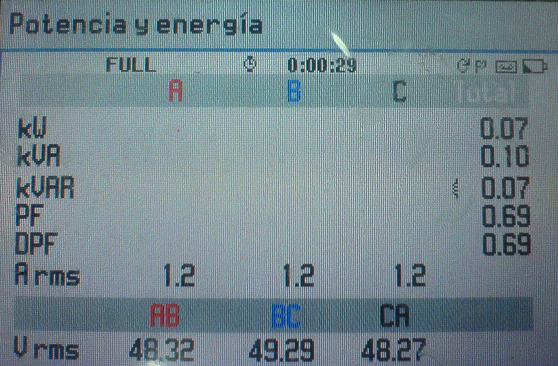 Potencia y energía
FULL 0:00:29
A B C Total
kW 0.07
kVA 0.10
kVAR 0.07
PF 0.69
DPF 0.69
A rms 1.2 1.2 1.2
AB BC CA
V rms 48.32 49.29 48.27